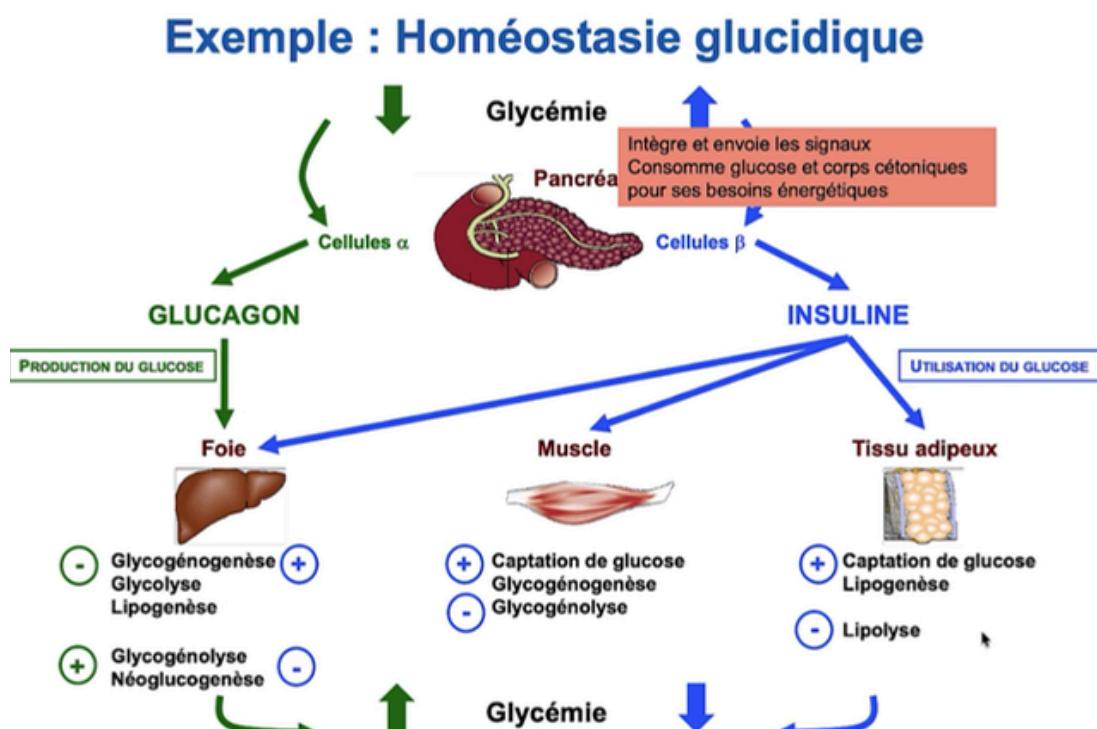 Exemple : Homéostasie glucidique
Glycémie
Intègre et envoie les signaux
Consomme glucose et corps cétoniques
pour ses besoins énergétiques
Pancréa
Cellules α
Cellules β
GLUCAGON
INSULINE
PRODUCTION DU GLUCOSE
UTILISATION DU GLUCOSE
Foie
Muscle
Tissu adipeux
- Glycogénogenèse +
Glycolyse
Lipogenèse
+ Glycogénolyse -
Néoglucogenèse
+ Captation de glucose
Glycogénogenèse
- Glycogénolyse
+ Captation de glucose
Lipogenèse
- Lipolyse
Glycémie